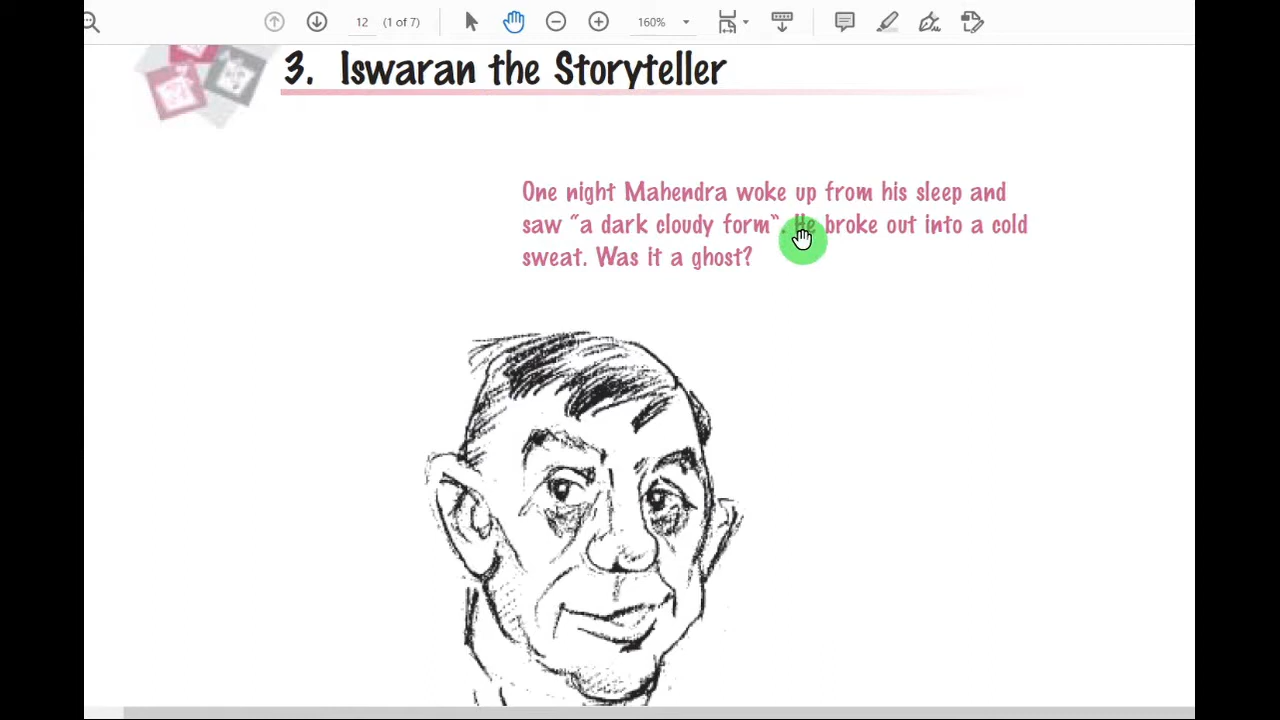 12 (1 of 7)
160%
3. Iswaran the Storyteller
One night Mahendra woke up from his sleep and
saw “a dark cloudy form“. He broke out into a cold
sweat. Was it a ghost?